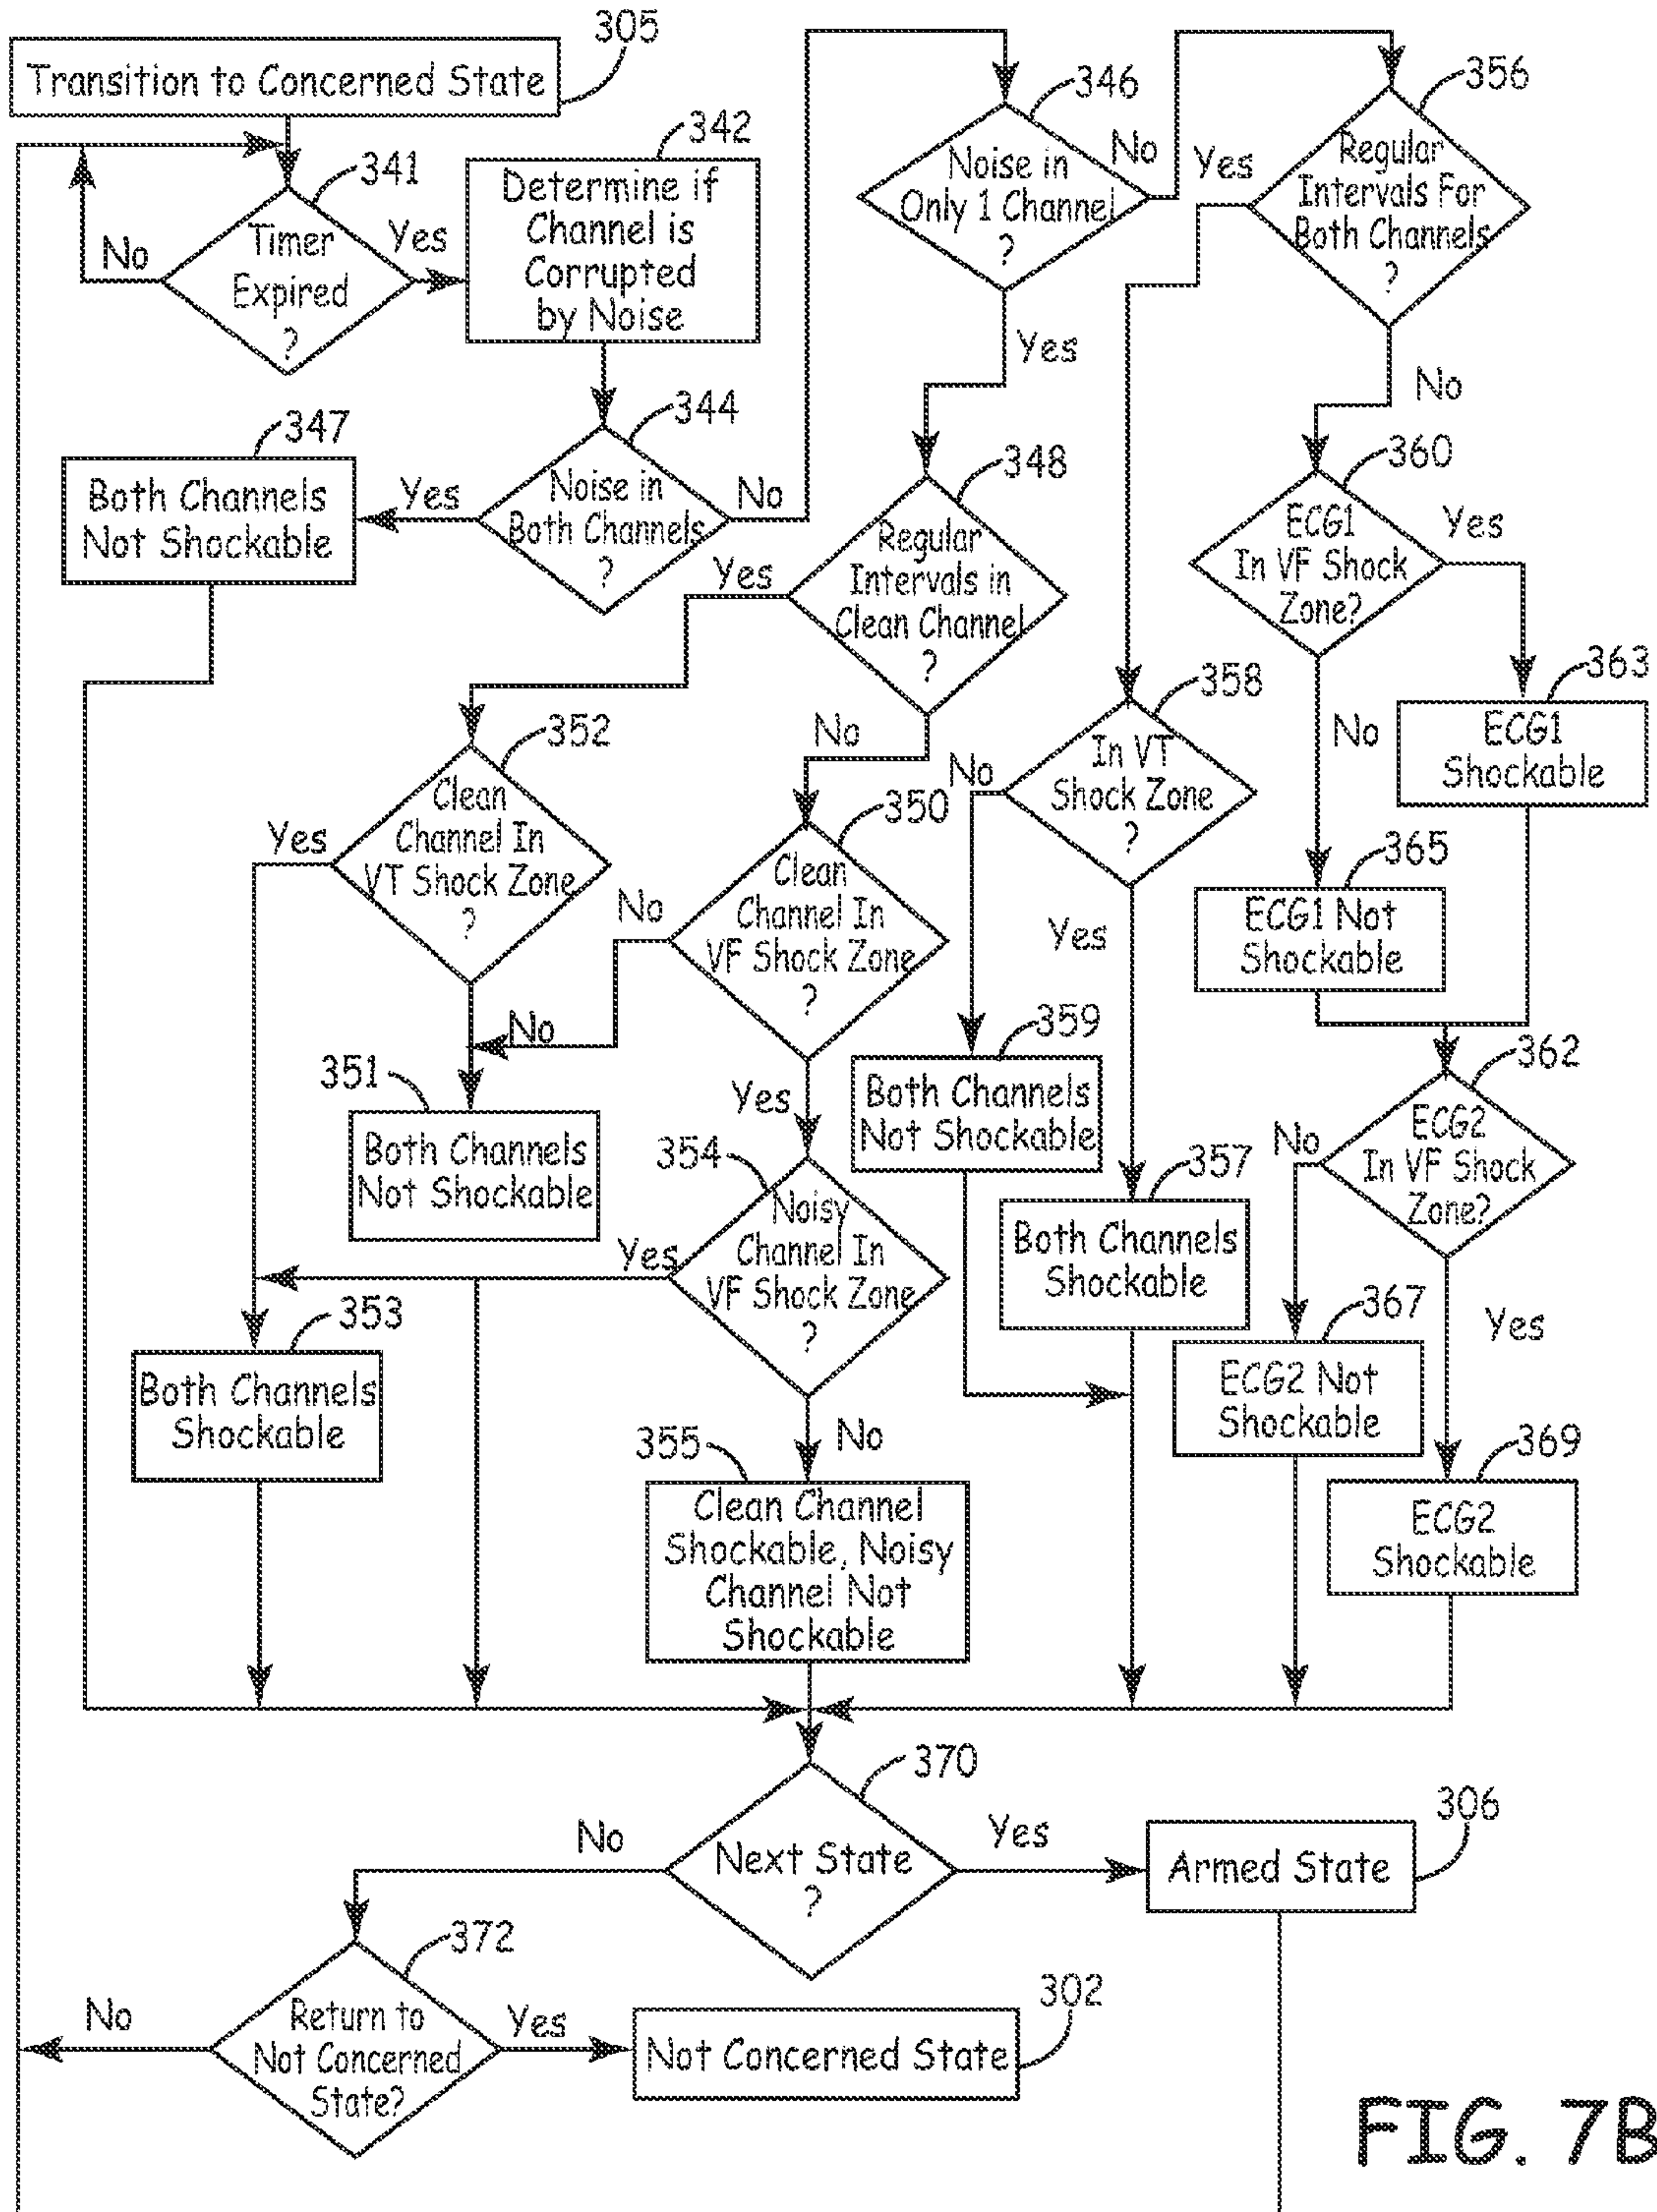 305
Transition to Concerned State
341
Timer
Expired
?
No
Yes
342
Determine if
Channel is
Corrupted
by Noise
344
Noise in
Both Channels
?
Yes
No
347
Both Channels
Not Shockable
346
Noise in
Only 1 Channel
?
No
Yes
356
Regular
Intervals For
Both Channels
?
Yes
No
348
Regular
Intervals in
Clean Channel
?
Yes
No
360
ECG1
In VF Shock
Zone?
Yes
No
363
ECG1
Shockable
365
ECG1 Not
Shockable
358
In VT
Shock Zone
?
No
Yes
352
Clean
Channel In
VT Shock Zone
?
Yes
No
350
Clean
Channel In
VF Shock Zone
?
No
Yes
351
Both Channels
Not Shockable
359
Both Channels
Not Shockable
357
Both Channels
Shockable
362
ECG2
In VF Shock
Zone?
No
Yes
367
ECG2 Not
Shockable
369
ECG2
Shockable
354
Noisy
Channel In
VF Shock Zone
?
Yes
No
353
Both Channels
Shockable
355
Clean Channel
Shockable, Noisy
Channel Not
Shockable
370
Next State
?
No
Yes
306
Armed State
372
Return to
Not Concerned
State?
No
Yes
302
Not Concerned State
FIG. 7B